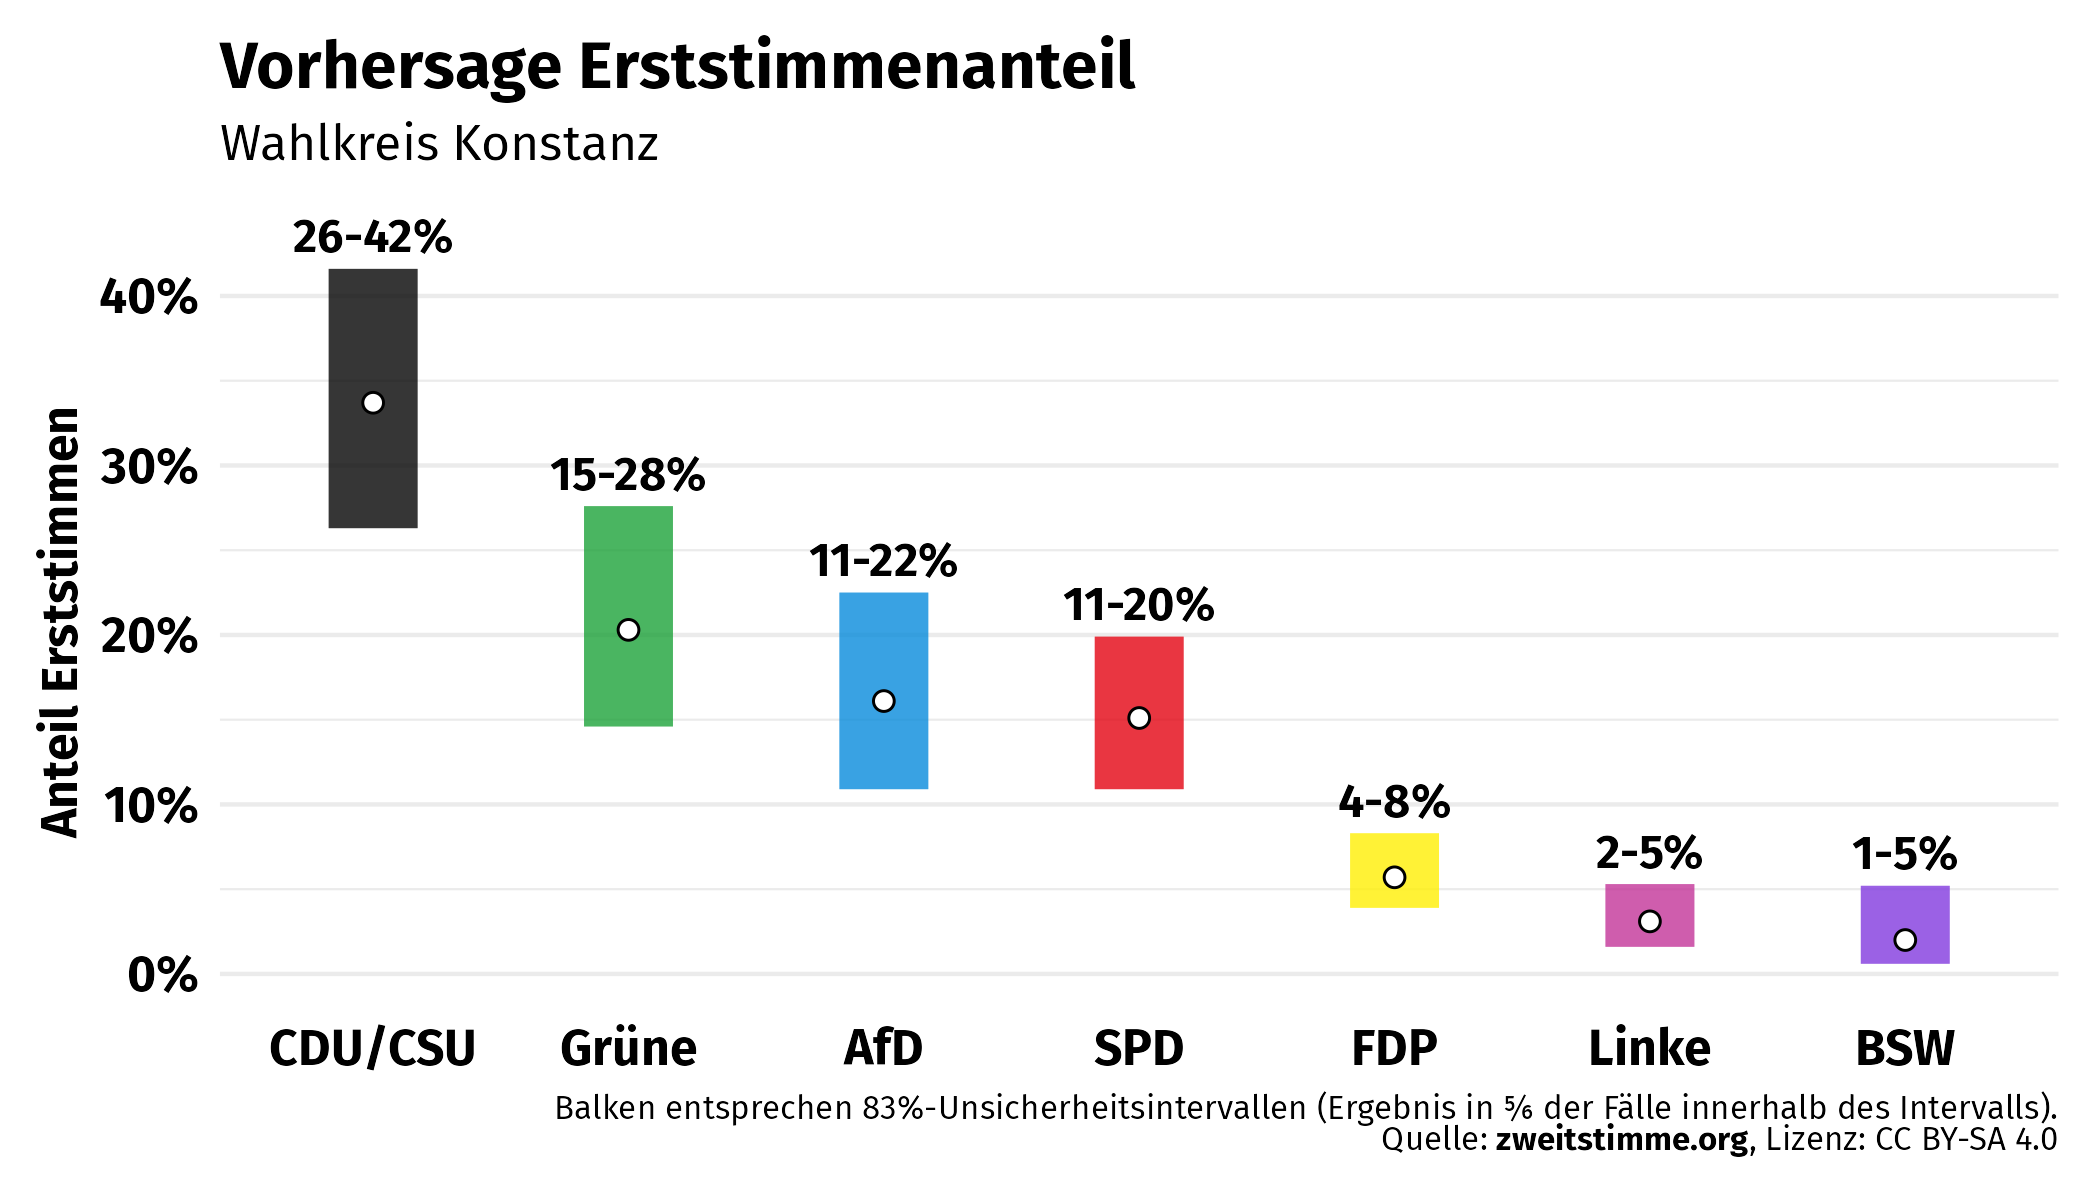 Vorhersage Erststimmenanteil
Wahlkreis Konstanz
Anteil Erststimmen
40%
30%
20%
10%
0%
26-42%
15-28%
11-22%
11-20%
4-8%
2-5%
1-5%
CDU/CSU Grüne AfD SPD FDP Linke BSW
Balken entsprechen 83%-Unsicherheitsintervallen (Ergebnis in ⅚ der Fälle innerhalb des Intervalls).
Quelle: zweitstimme.org, Lizenz: CC BY-SA 4.0